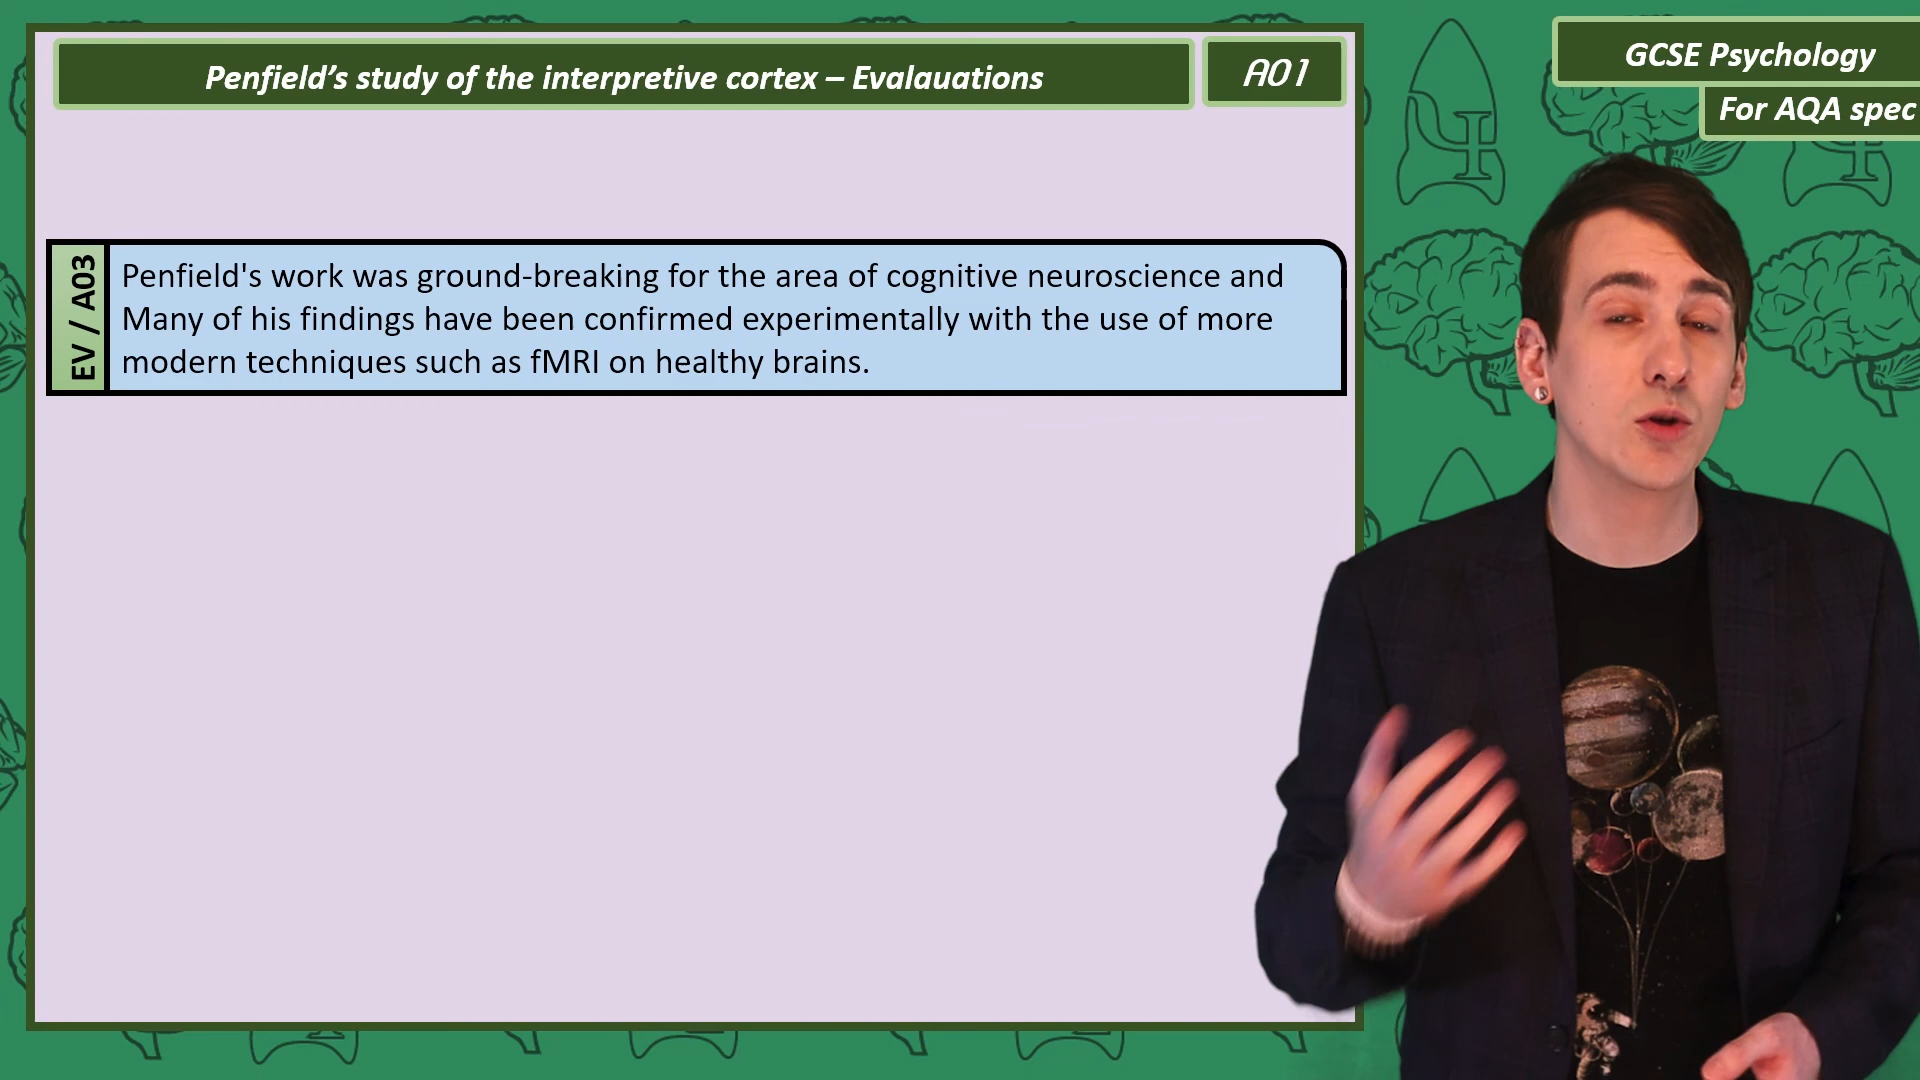 Penfield's study of the interpretive cortex – Evalauations
AO1
GCSE Psychology
For AQA spec
EV / A03
Penfield's work was ground-breaking for the area of cognitive neuroscience and
Many of his findings have been confirmed experimentally with the use of more
modern techniques such as fMRI on healthy brains.